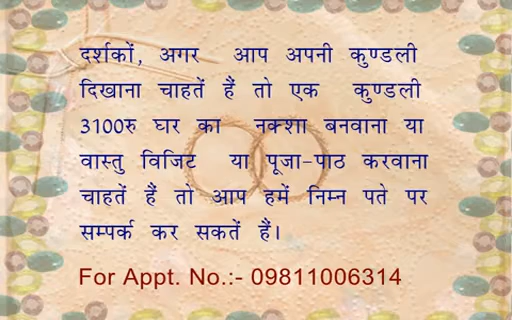 दर्शकों, अगर आप अपनी कुण्डली
दिखाना चाहतें हैं तो एक कुण्डली
3100रु घर का नक्शा बनवाना या
वास्तु विजिट या पूजा-पाठ करवाना
चाहतें हैं तो आप हमें निम्न पते पर
सम्पर्क कर सकतें हैं।
For Appt. No.:- 09811006314